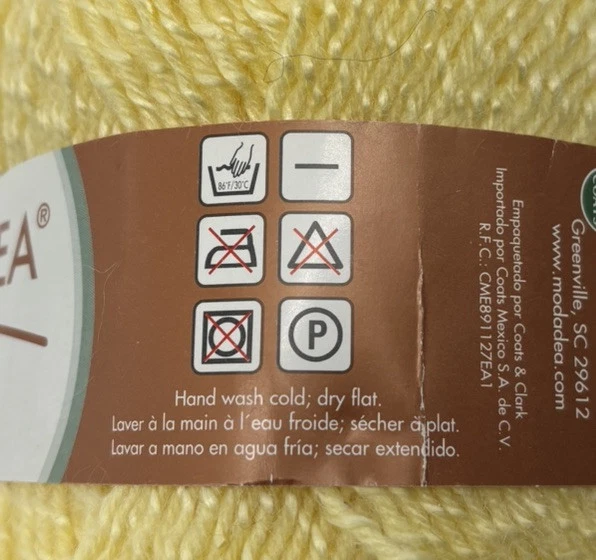 EA®
86°F/30°C
P
Hand wash cold; dry flat.
Laver à la main à l´eau froide; sécher à plat.
Lavar a mano en agua fría; secar extendido.
Greenville, SC 29612
www.modadea.com
Empaquetado por Coats & Clark
Importado por Coats Mexico S.A. de C.V.
R.F.C.: CME891127EA1